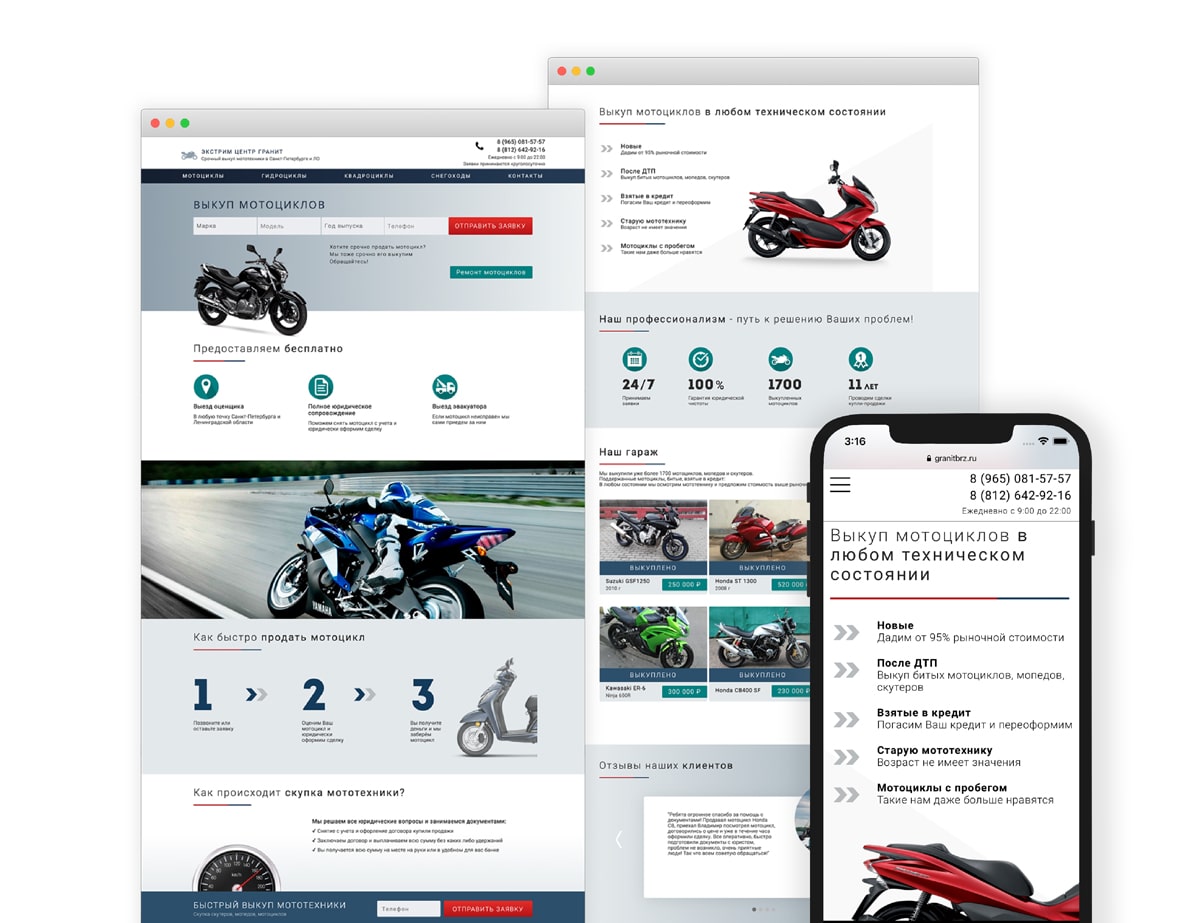 ЭКСТРИМ ЦЕНТР ГРАНИТ
Срочный выкуп мототехники в Санкт-Петербурге и ЛО
8 (965) 081-57-57
8 (812) 642-92-16
Ежедневно с 9:00 до 22:00
Заявки принимаются круглосуточно
МОТОЦИКЛЫ ГИДРОЦИКЛЫ КВАДРОЦИКЛЫ СНЕГОХОДЫ КОНТАКТЫ
ВЫКУП МОТОЦИКЛОВ
Марка Модель Год выпуска Телефон ОТПРАВИТЬ ЗАЯВКУ
Хотите срочно продать мотоцикл?
Мы тоже срочно его выкупим
Обращайтесь!
Ремонт мотоциклов
Предоставляем бесплатно
Выезд оценщика
В любую точку Санкт-Петербурга и
Ленинградской области
Полное юридическое
сопровождение
Поможем снять мотоцикл с учета и
юридически оформим сделку
Выезд эвакуатора
Если мотоцикл неисправен мы
сами приедем за ним
YAMAHA
Как быстро продать мотоцикл
1 2 3
Позвоните или
оставьте заявку
Оценим Ваш
мотоцикл и
юридически
оформим сделку
Вы получите
деньги и мы
заберём
мотоцикл
Как происходит скупка мототехники?
Мы решаем все юридические вопросы и занимаемся документами:
✓ Снятие с учета и оформление договора купли продажи
✓ Заключаем договор и выплачиваем всю сумму без каких либо удержаний
✓ Вы получаете всю сумму на месте на руки или в удобном для вас банке
БЫСТРЫЙ ВЫКУП МОТОТЕХНИКИ
Скупка скутеров, мопедов, мотоциклов
Телефон ОТПРАВИТЬ ЗАЯВКУ
Выкуп мотоциклов в любом техническом состоянии
Новые
Дадим от 95% рыночной стоимости
После ДТП
Выкуп битых мотоциклов, мопедов, скутеров
Взятые в кредит
Погасим Ваш кредит и переоформим
Старую мототехнику
Возраст не имеет значения
Мотоциклы с пробегом
Такие нам даже больше нравятся
Наш профессионализм - путь к решению Ваших проблем!
24/7
Принимаем
заявки
100 %
Гарантия юридической
чистоты
1700
Выкупленных
мотоциклов
11 ЛЕТ
Проводим сделки
купли-продажи
Наш гараж
Мы выкупили уже более 1700 мотоциклов, мопедов и скутеров.
Поддержанные мотоциклы, битые, взятые в кредит:
В любом состоянии мы осмотрим мототехнику и предложим стоимость выше рыночн
ВЫКУПЛЕНО
Suzuki GSF1250
2010 г
250 000 ₽
ВЫКУПЛЕНО
Honda ST 1300
2008 г
520 000
ВЫКУПЛЕНО
Kawasaki ER-6
Ninja 650R
300 000 ₽
ВЫКУПЛЕНО
Honda CB400 SF
230 000 ₽
Отзывы наших клиентов
"Ребята огромное спасибо за помощь с
документами! Продавал мотоцикл Honda
CB, приехал Владимир посмотрел мотоцикл,
договорились о цене и уже в течение часа
оформили сделку. Все оперативно, быстро
подготовили документы с юристом,
проблем не возникло, очень приятные
люди! Так что всем советую обращаться!"
3:16
granitbrz.ru
8 (965) 081-57-57
8 (812) 642-92-16
Ежедневно с 9:00 до 22:00
Выкуп мотоциклов в
любом техническом
состоянии
Новые
Дадим от 95% рыночной стоимости
После ДТП
Выкуп битых мотоциклов, мопедов,
скутеров
Взятые в кредит
Погасим Ваш кредит и переоформим
Старую мототехнику
Возраст не имеет значения
Мотоциклы с пробегом
Такие нам даже больше нравятся